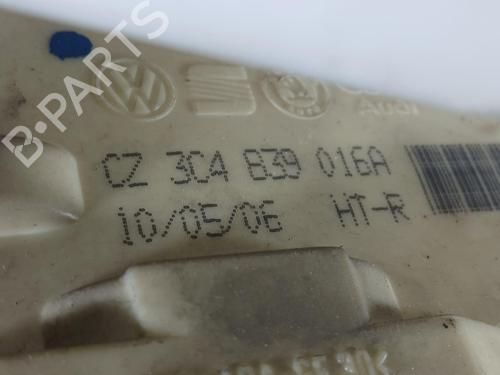 B-PARTS
Audi
CZ 3C4 839 016A
10/05/06 HT-R